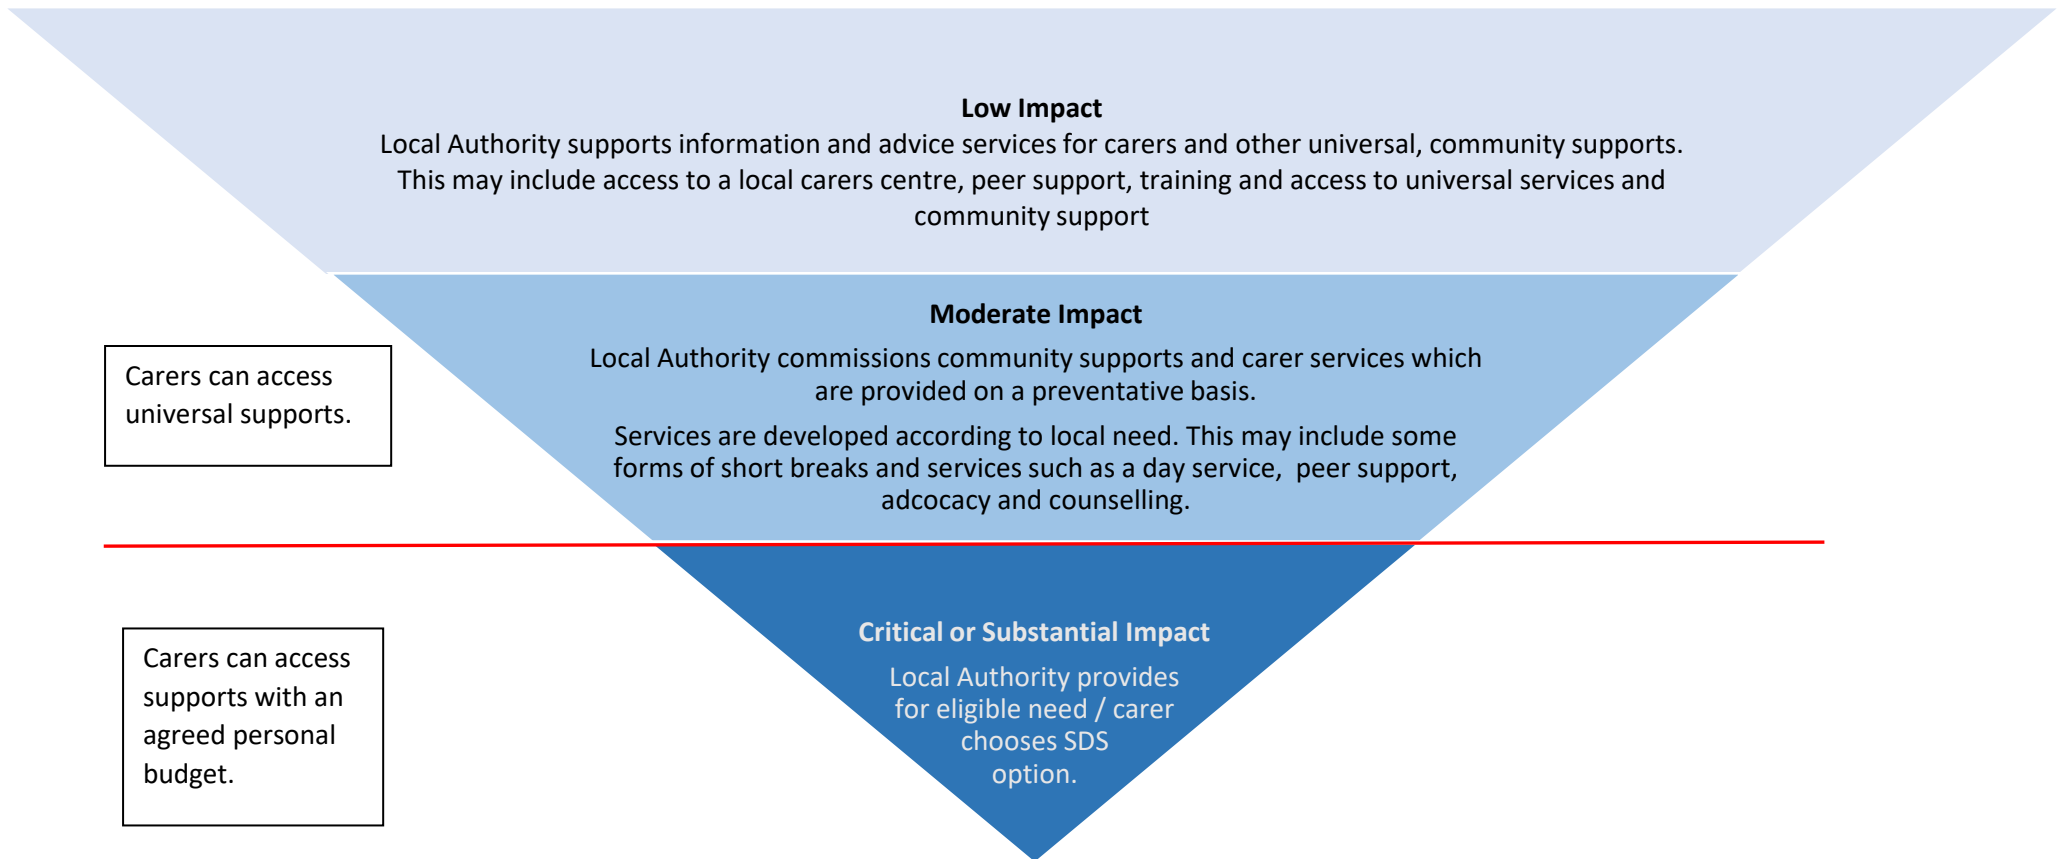 Low Impact
Local Authority supports information and advice services for carers and other universal, community supports.
This may include access to a local carers centre, peer support, training and access to universal services and
community support
Moderate Impact
Local Authority commissions community supports and carer services which
are provided on a preventative basis.
Services are developed according to local need. This may include some
forms of short breaks and services such as a day service,  peer support,
adcocacy and counselling.
Carers can access
universal supports.
Critical or Substantial Impact
Local Authority provides
for eligible need / carer
chooses SDS
option.
Carers can access
supports with an
agreed personal
budget.